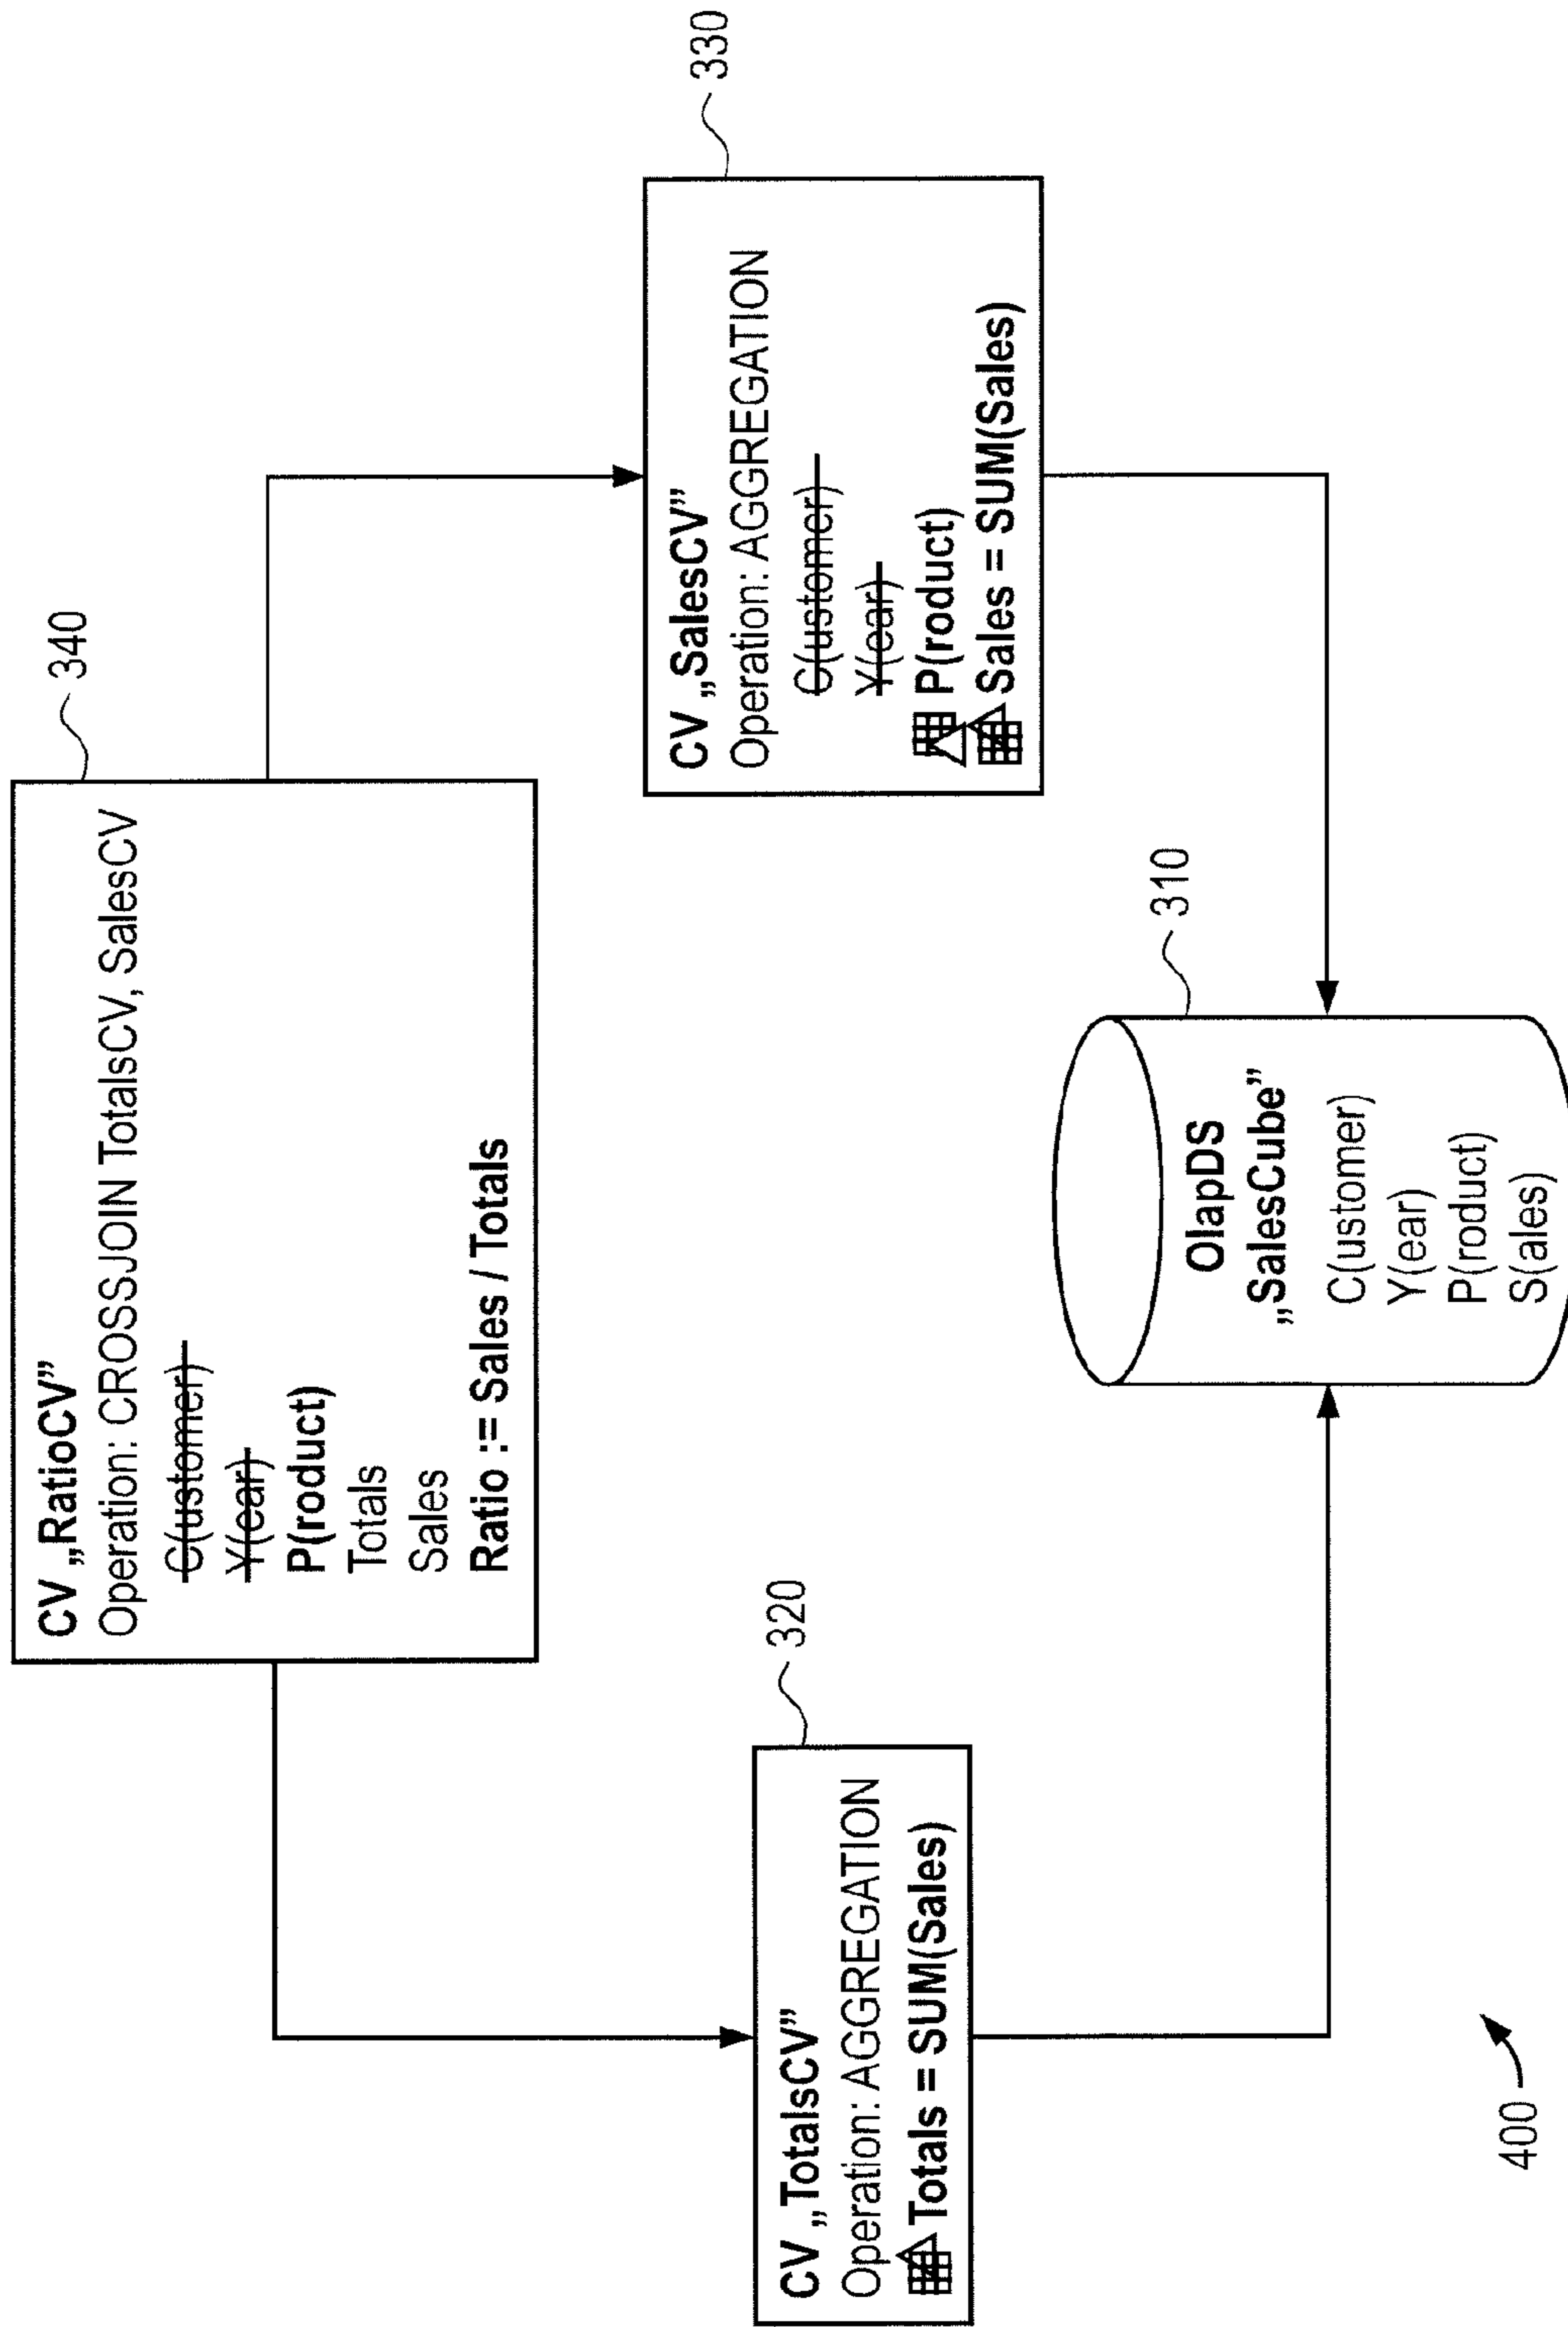 340
CV „RatioCV”
Operation: CROSSJOIN TotalsCV, SalesCV
C(ustomer)
Y(ear)
P(roduct)
Totals
Sales
Ratio := Sales / Totals
320
CV „TotalsCV”
Operation: AGGREGATION
Totals = SUM(Sales)
330
CV „SalesCV”
Operation: AGGREGATION
C(ustomer)
Y(ear)
P(roduct)
Sales = SUM(Sales)
310
OlapDS
„SalesCube”
C(ustomer)
Y(ear)
P(roduct)
S(ales)
400